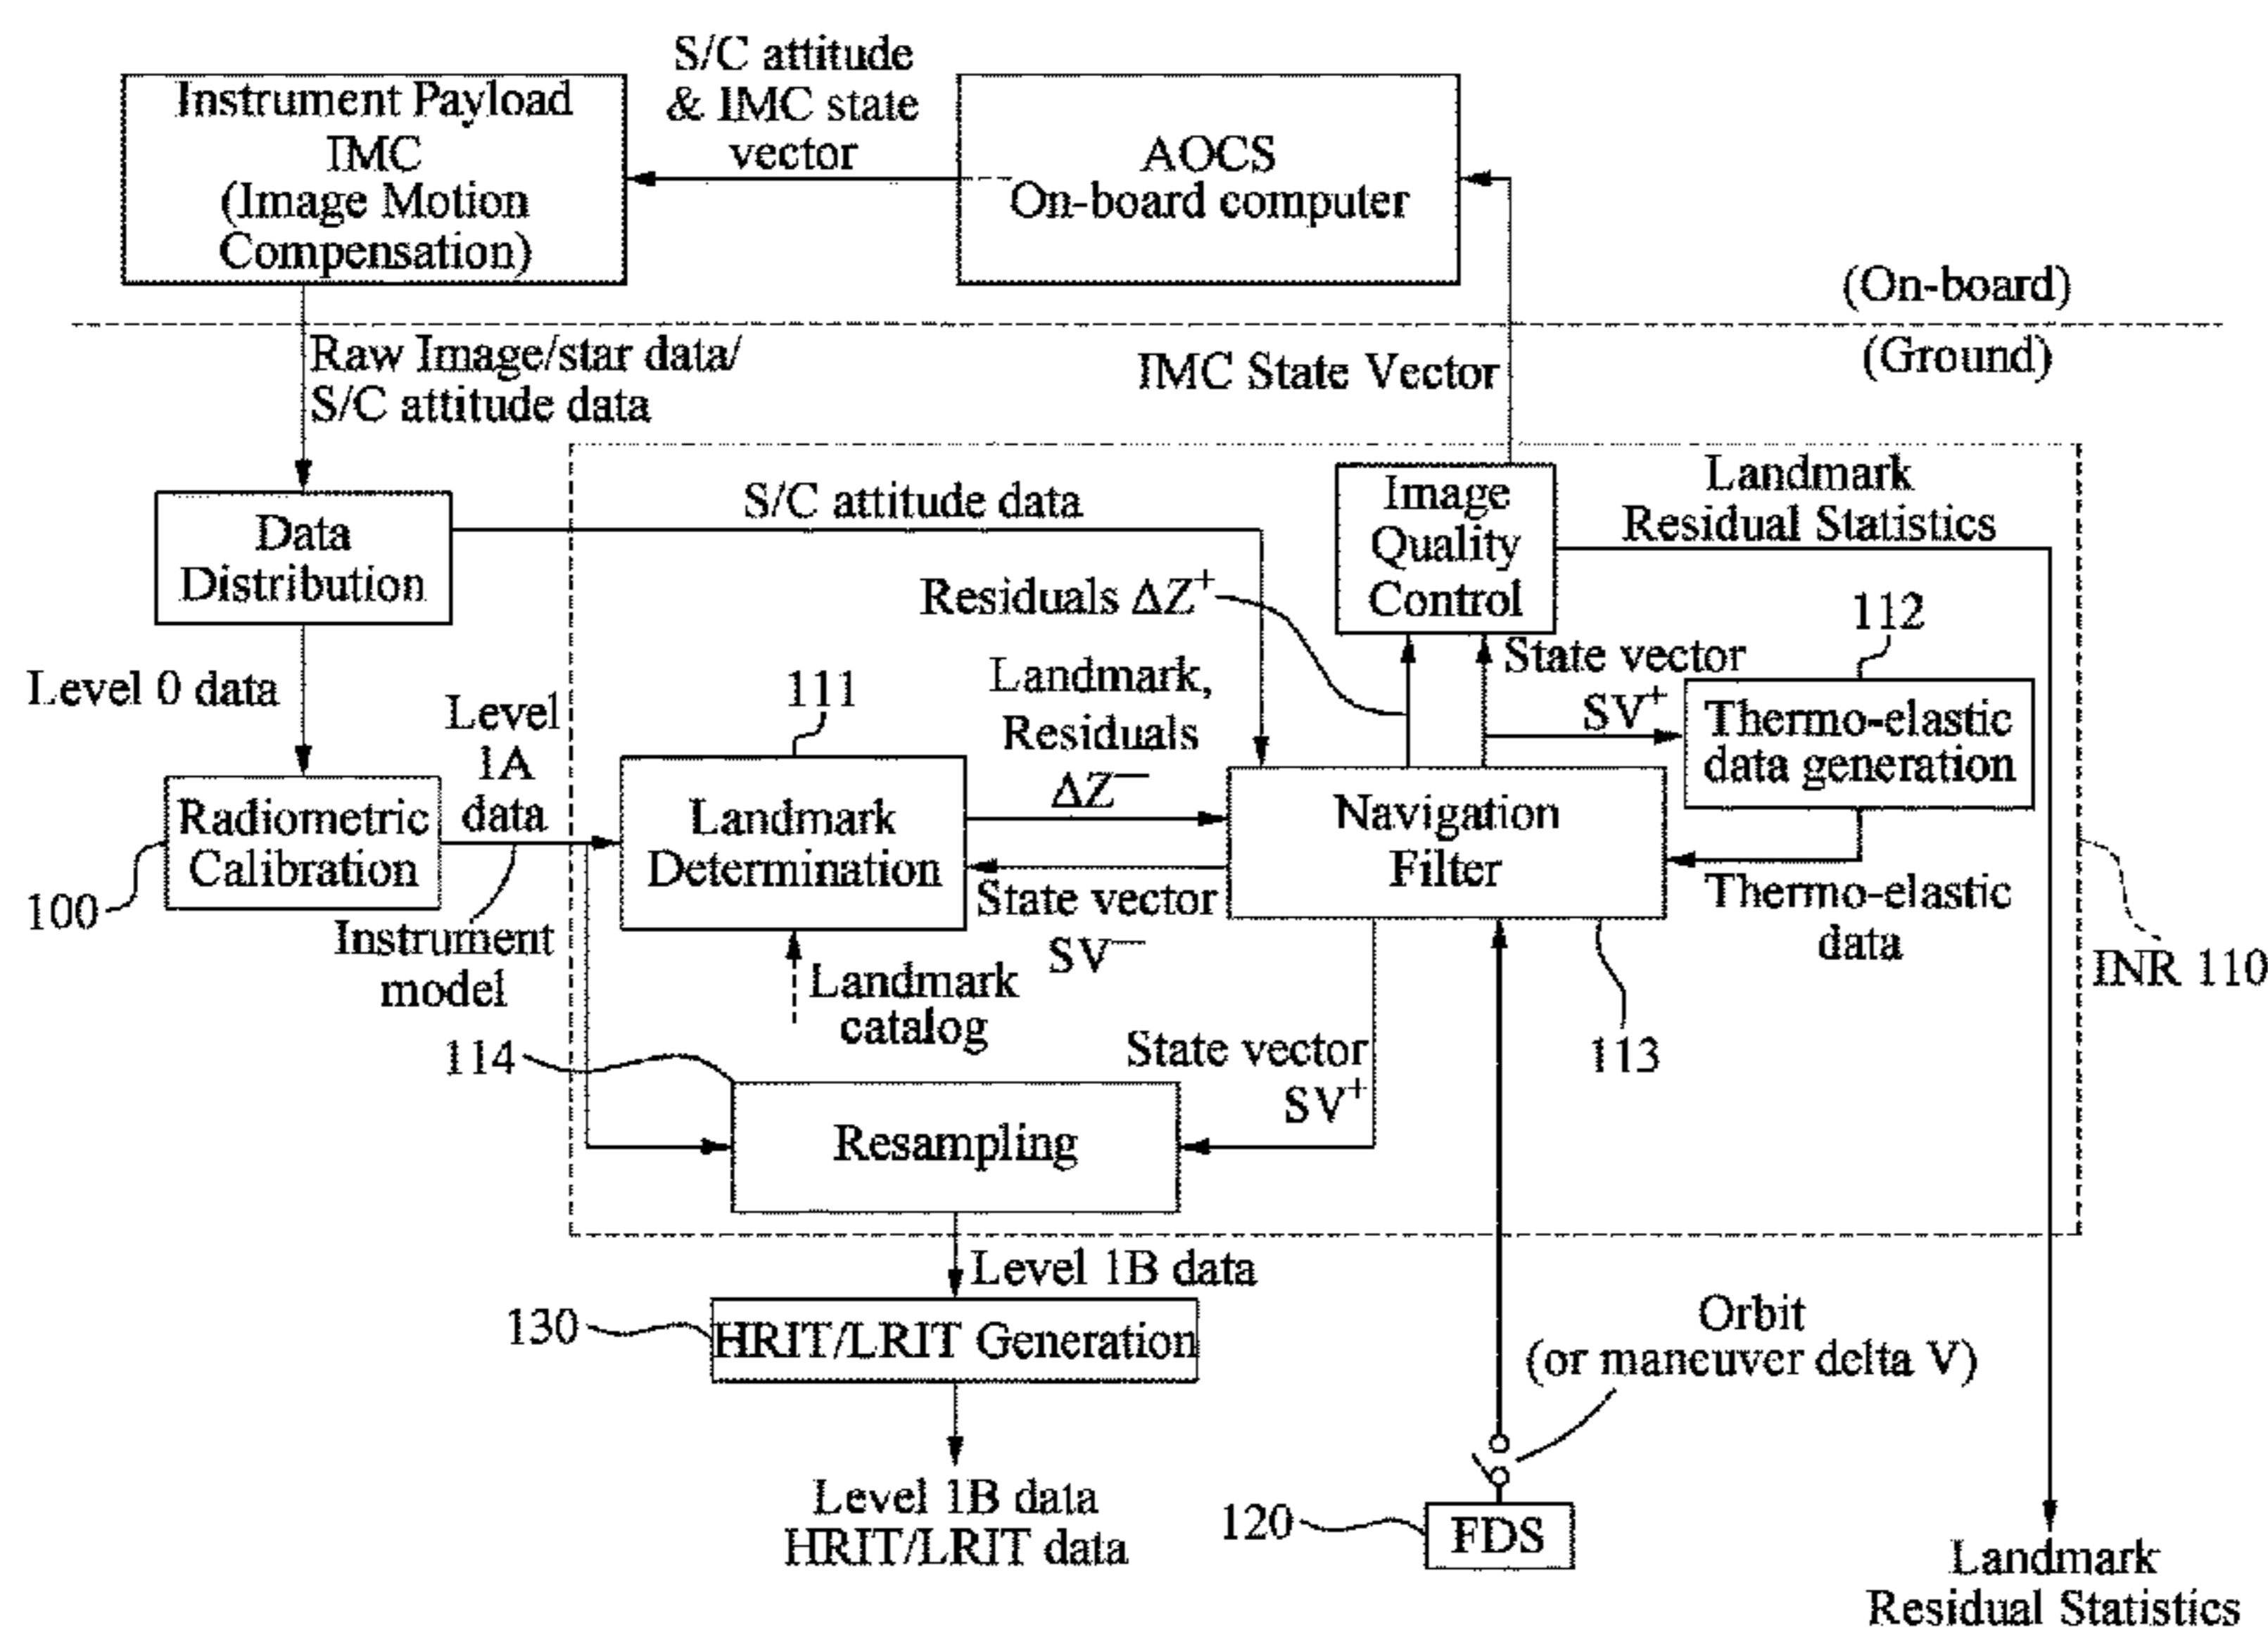 Instrument Payload
IMC
(Image Motion
Compensation)
S/C attitude
& IMC state
vector
AOCS
On-board computer
(On-board)
(Ground)
Raw Image/star data/
S/C attitude data
IMC State Vector
Data
Distribution
S/C attitude data
Image
Quality
Control
Landmark
Residual Statistics
Residuals ΔZ+
112
State vector
SV+
Thermo-elastic
data generation
Level 0 data
Level
1A
data
111
Landmark,
Residuals
ΔZ−
Radiometric
Calibration
100
Landmark
Determination
Navigation
Filter
State vector
SV−
Thermo-elastic
data
Instrument
model
Landmark
catalog
INR 110
114
State vector
SV+
113
Resampling
Level 1B data
130
HRIT/LRIT Generation
Orbit
(or maneuver delta V)
Level 1B data
HRIT/LRIT data
120
FDS
Landmark
Residual Statistics